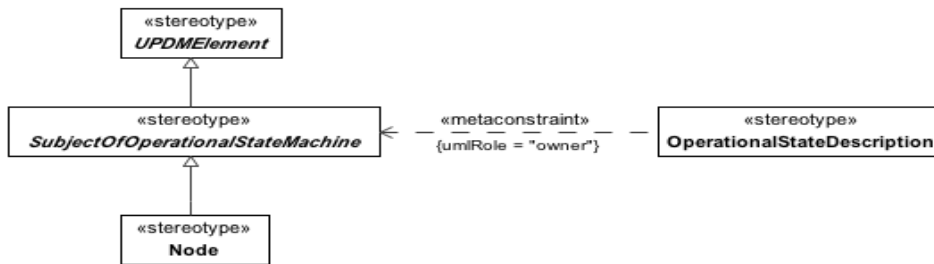 «stereotype»
UPDMElement
«stereotype»
SubjectOfOperationalStateMachine
«metaconstraint»
{umlRole = "owner"}
«stereotype»
OperationalStateDescription
«stereotype»
Node